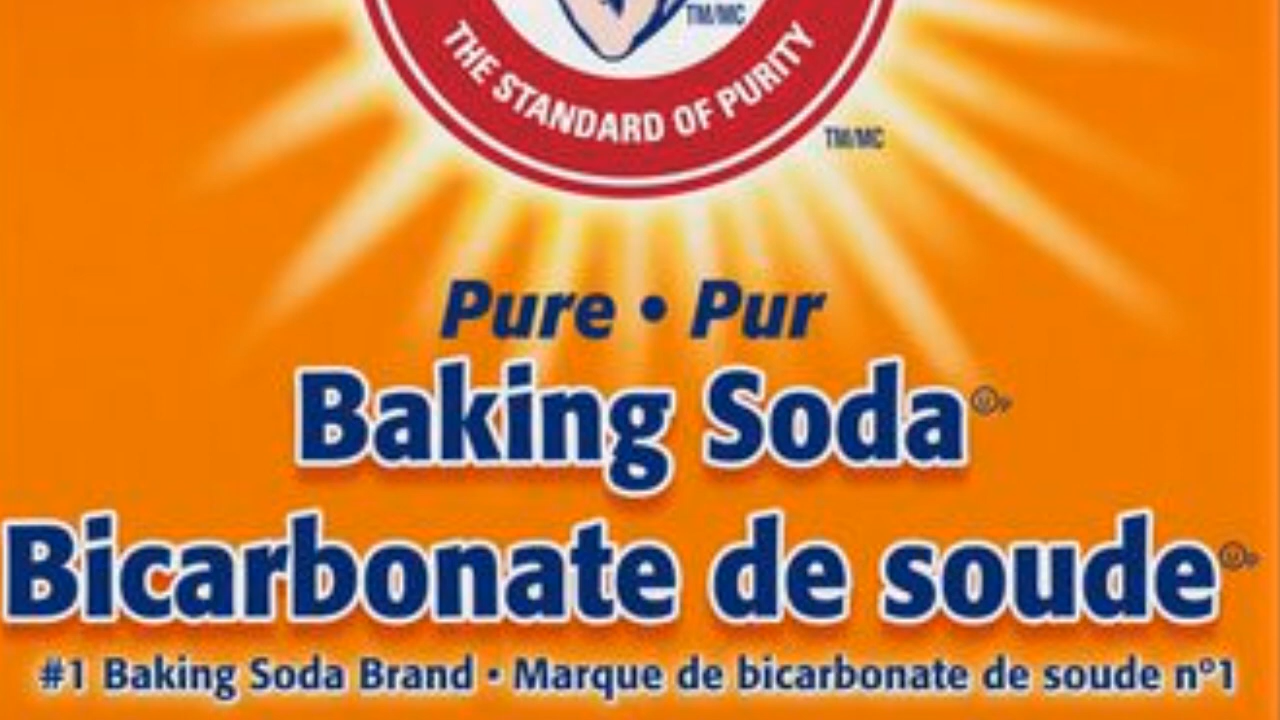 TM/MC
THE STANDARD OF PURITY
TM/MC
Pure • Pur
Baking Soda
Bicarbonate de soude
#1 Baking Soda Brand • Marque de bicarbonate de soude nº1